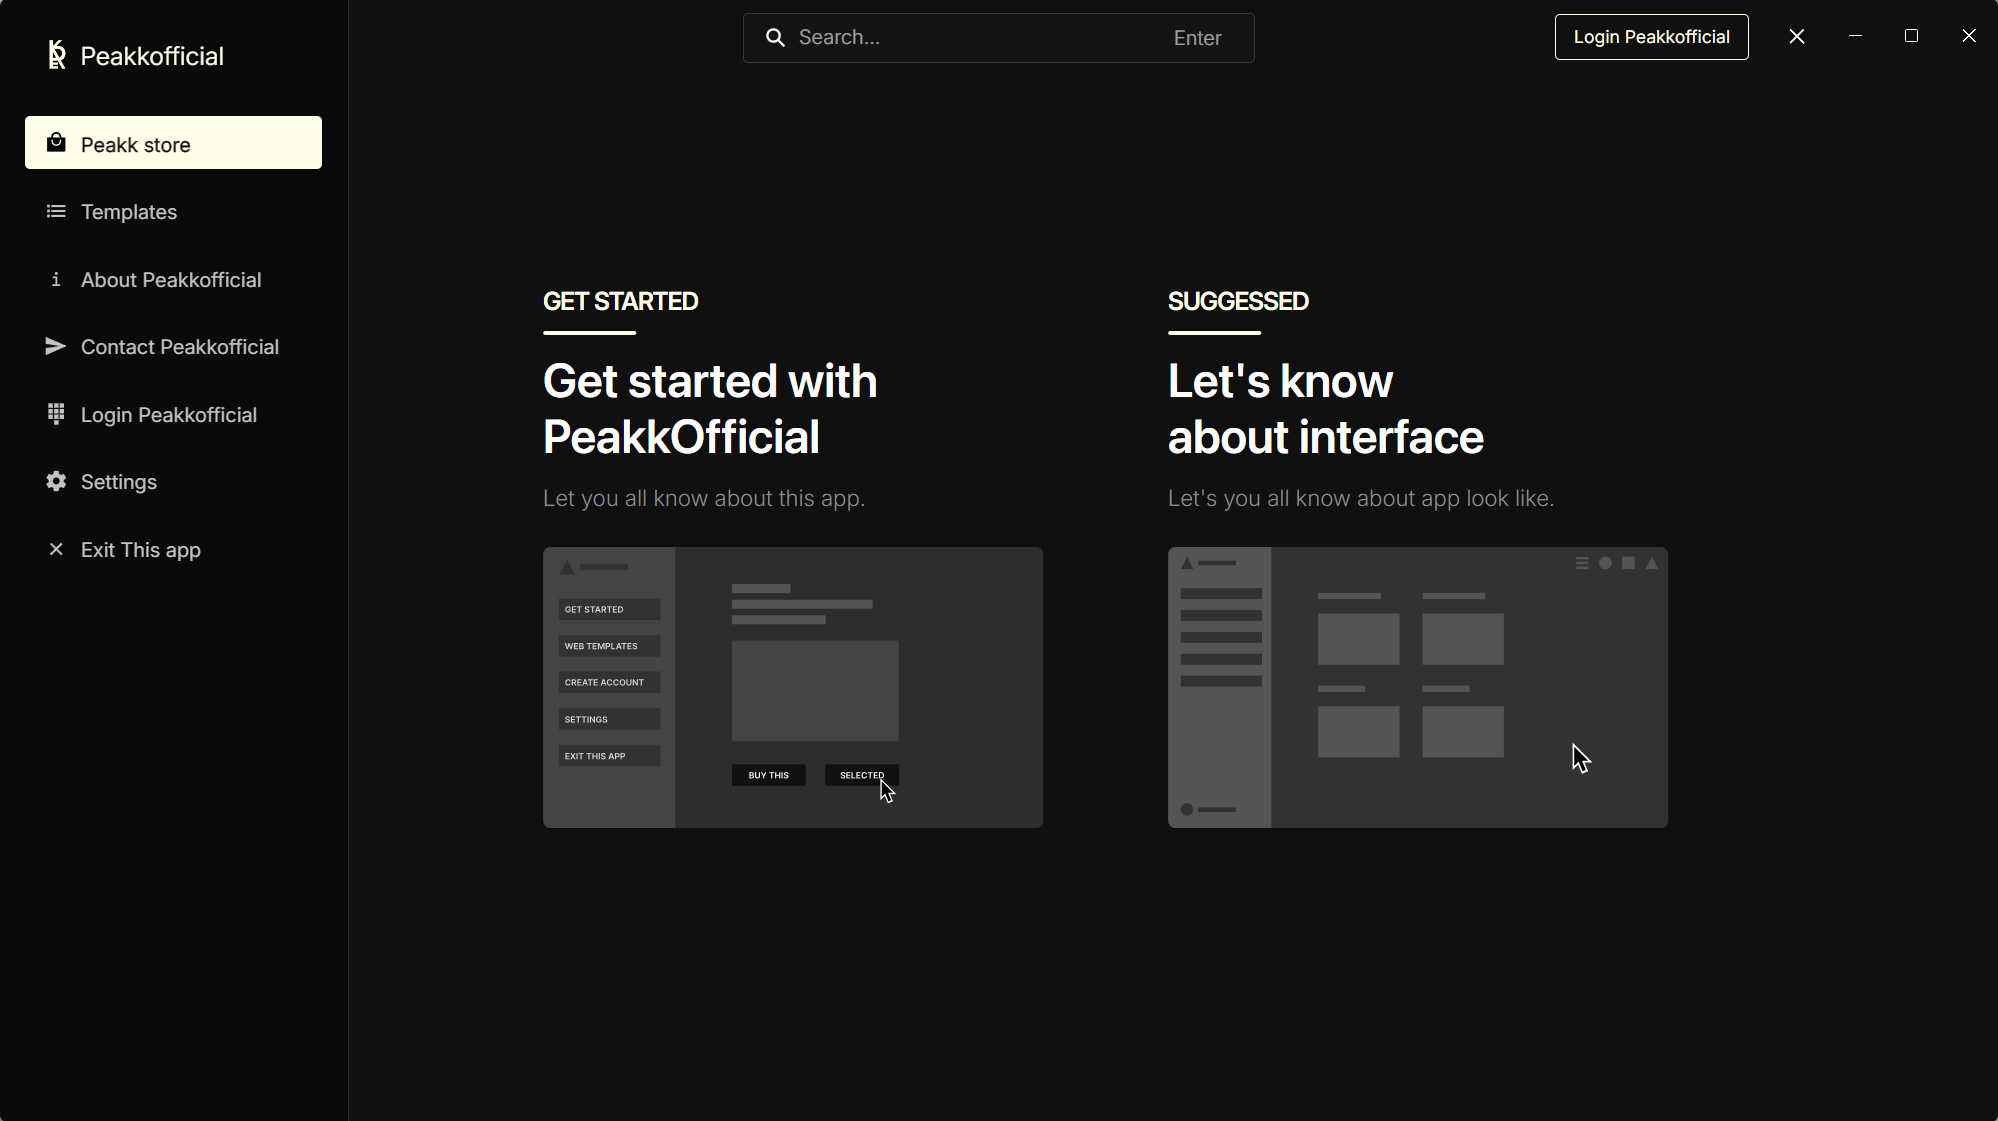 Peakkofficial
Search...
Enter
Login Peakkofficial
Peakk store
Templates
About Peakkofficial
Contact Peakkofficial
Login Peakkofficial
Settings
Exit This app
GET STARTED
Get started with
PeakkOfficial
Let you all know about this app.
GET STARTED
WEB TEMPLATES
CREATE ACCOUNT
SETTINGS
EXIT THIS APP
BUY THIS
SELECTED
SUGGESSED
Let's know
about interface
Let's you all know about app look like.